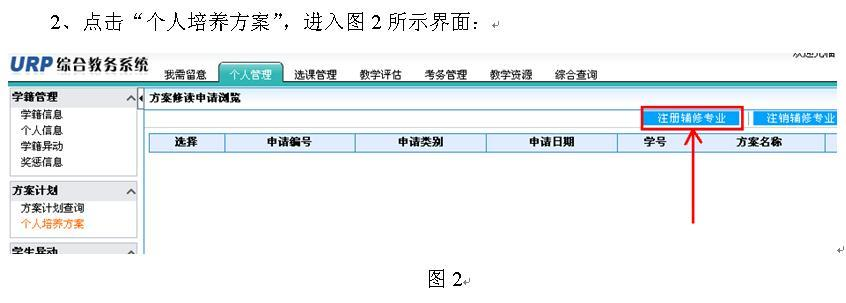 2、点击“个人培养方案”，进入图 2 所示界面：
URP 综合教务系统
我需留意 个人管理 选课管理 教学评估 考务管理 教学资源 综合查询
学籍管理
学籍信息
个人信息
学籍异动
奖惩信息
方案计划
方案计划查询
个人培养方案
学生异动
方案修读申请浏览
注册辅修专业 注销辅修专业
选择 申请编号 申请类别 申请日期 学号 方案名称
图 2